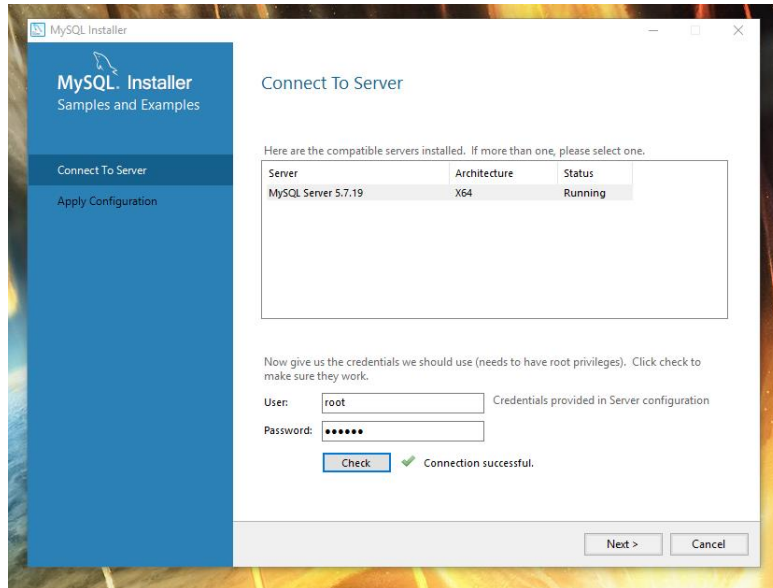 MySQL Installer
MySQL. Installer
Samples and Examples
Connect To Server
Apply Configuration
Connect To Server
Here are the compatible servers installed. If more than one, please select one.
Server Architecture Status
MySQL Server 5.7.19 X64 Running
Now give us the credentials we should use (needs to have root privileges). Click check to
make sure they work.
User: root Credentials provided in Server configuration
Password: ●●●●●●
Check Connection successful.
Next > Cancel